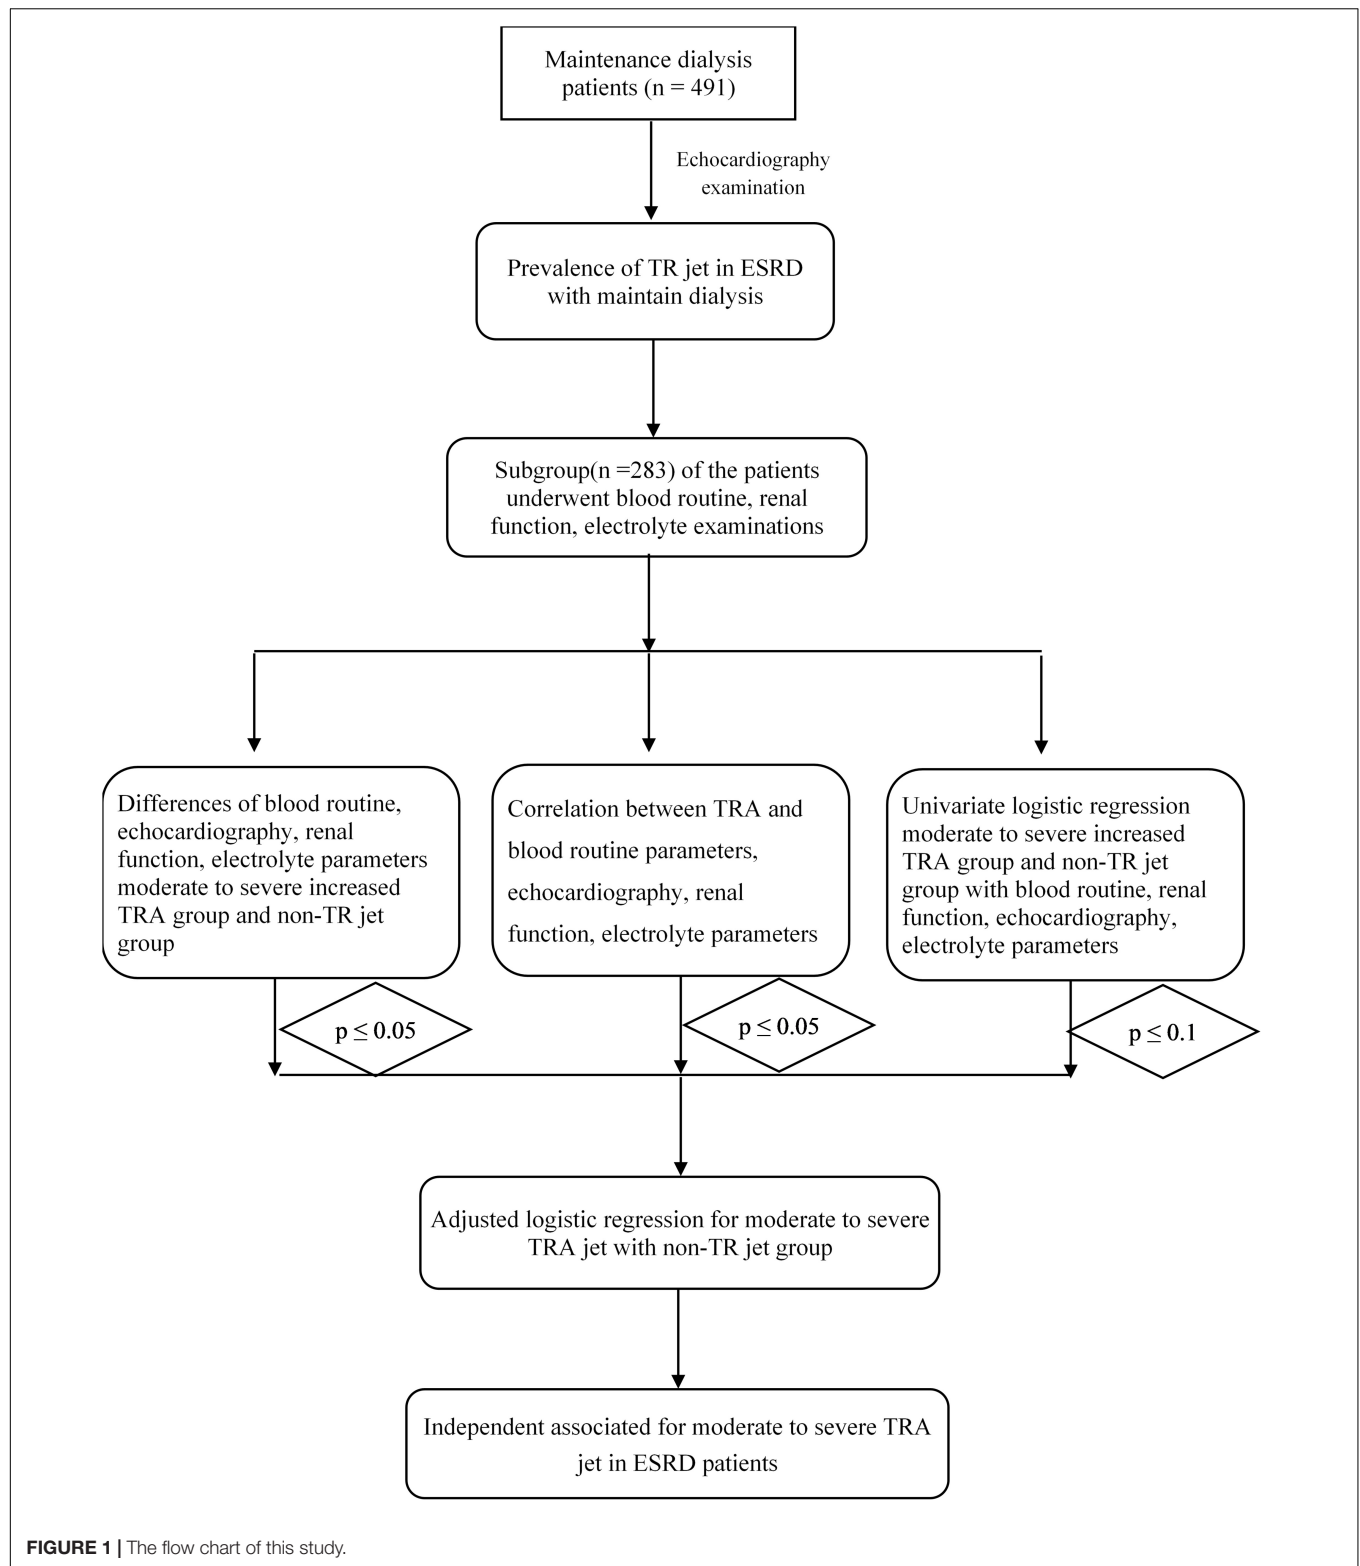 Maintenance dialysis
patients (n = 491)
Echocardiography
examination
Prevalence of TR jet in ESRD
with maintain dialysis
Subgroup(n =283) of the patients
underwent blood routine, renal
function, electrolyte examinations
Differences of blood routine,
echocardiography, renal
function, electrolyte parameters
moderate to severe increased
TRA group and non-TR jet
group
Correlation between TRA and
blood routine parameters,
echocardiography, renal
function, electrolyte parameters
Univariate logistic regression
moderate to severe increased
TRA group and non-TR jet
group with blood routine, renal
function, echocardiography,
electrolyte parameters
p ≤ 0.05
p ≤ 0.05
p ≤ 0.1
Adjusted logistic regression for moderate to severe
TRA jet with non-TR jet group
Independent associated for moderate to severe TRA
jet in ESRD patients
FIGURE 1 | The flow chart of this study.